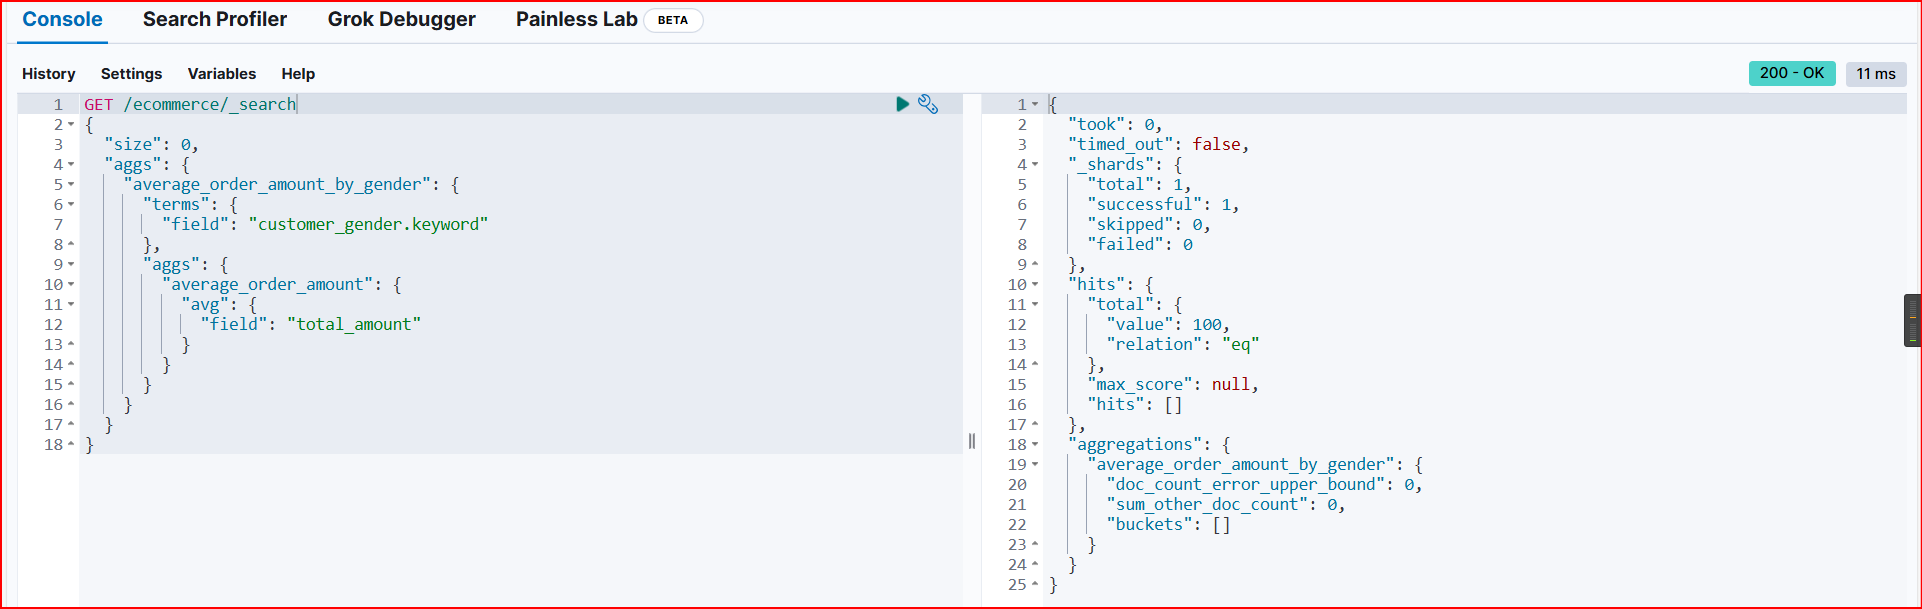 Console Search Profiler Grok Debugger Painless Lab BETA
History Settings Variables Help 200 - OK 11 ms
1 GET /ecommerce/_search
2 {
3 "size": 0,
4 "aggs": {
5 "average_order_amount_by_gender": {
6 "terms": {
7 "field": "customer_gender.keyword"
8 },
9 "aggs": {
10 "average_order_amount": {
11 "avg": {
12 "field": "total_amount"
13 }
14 }
15 }
16 }
17 }
18 }
1 {
2 "took": 0,
3 "timed_out": false,
4 "_shards": {
5 "total": 1,
6 "successful": 1,
7 "skipped": 0,
8 "failed": 0
9 },
10 "hits": {
11 "total": {
12 "value": 100,
13 "relation": "eq"
14 },
15 "max_score": null,
16 "hits": []
17 },
18 "aggregations": {
19 "average_order_amount_by_gender": {
20 "doc_count_error_upper_bound": 0,
21 "sum_other_doc_count": 0,
22 "buckets": []
23 }
24 }
25 }